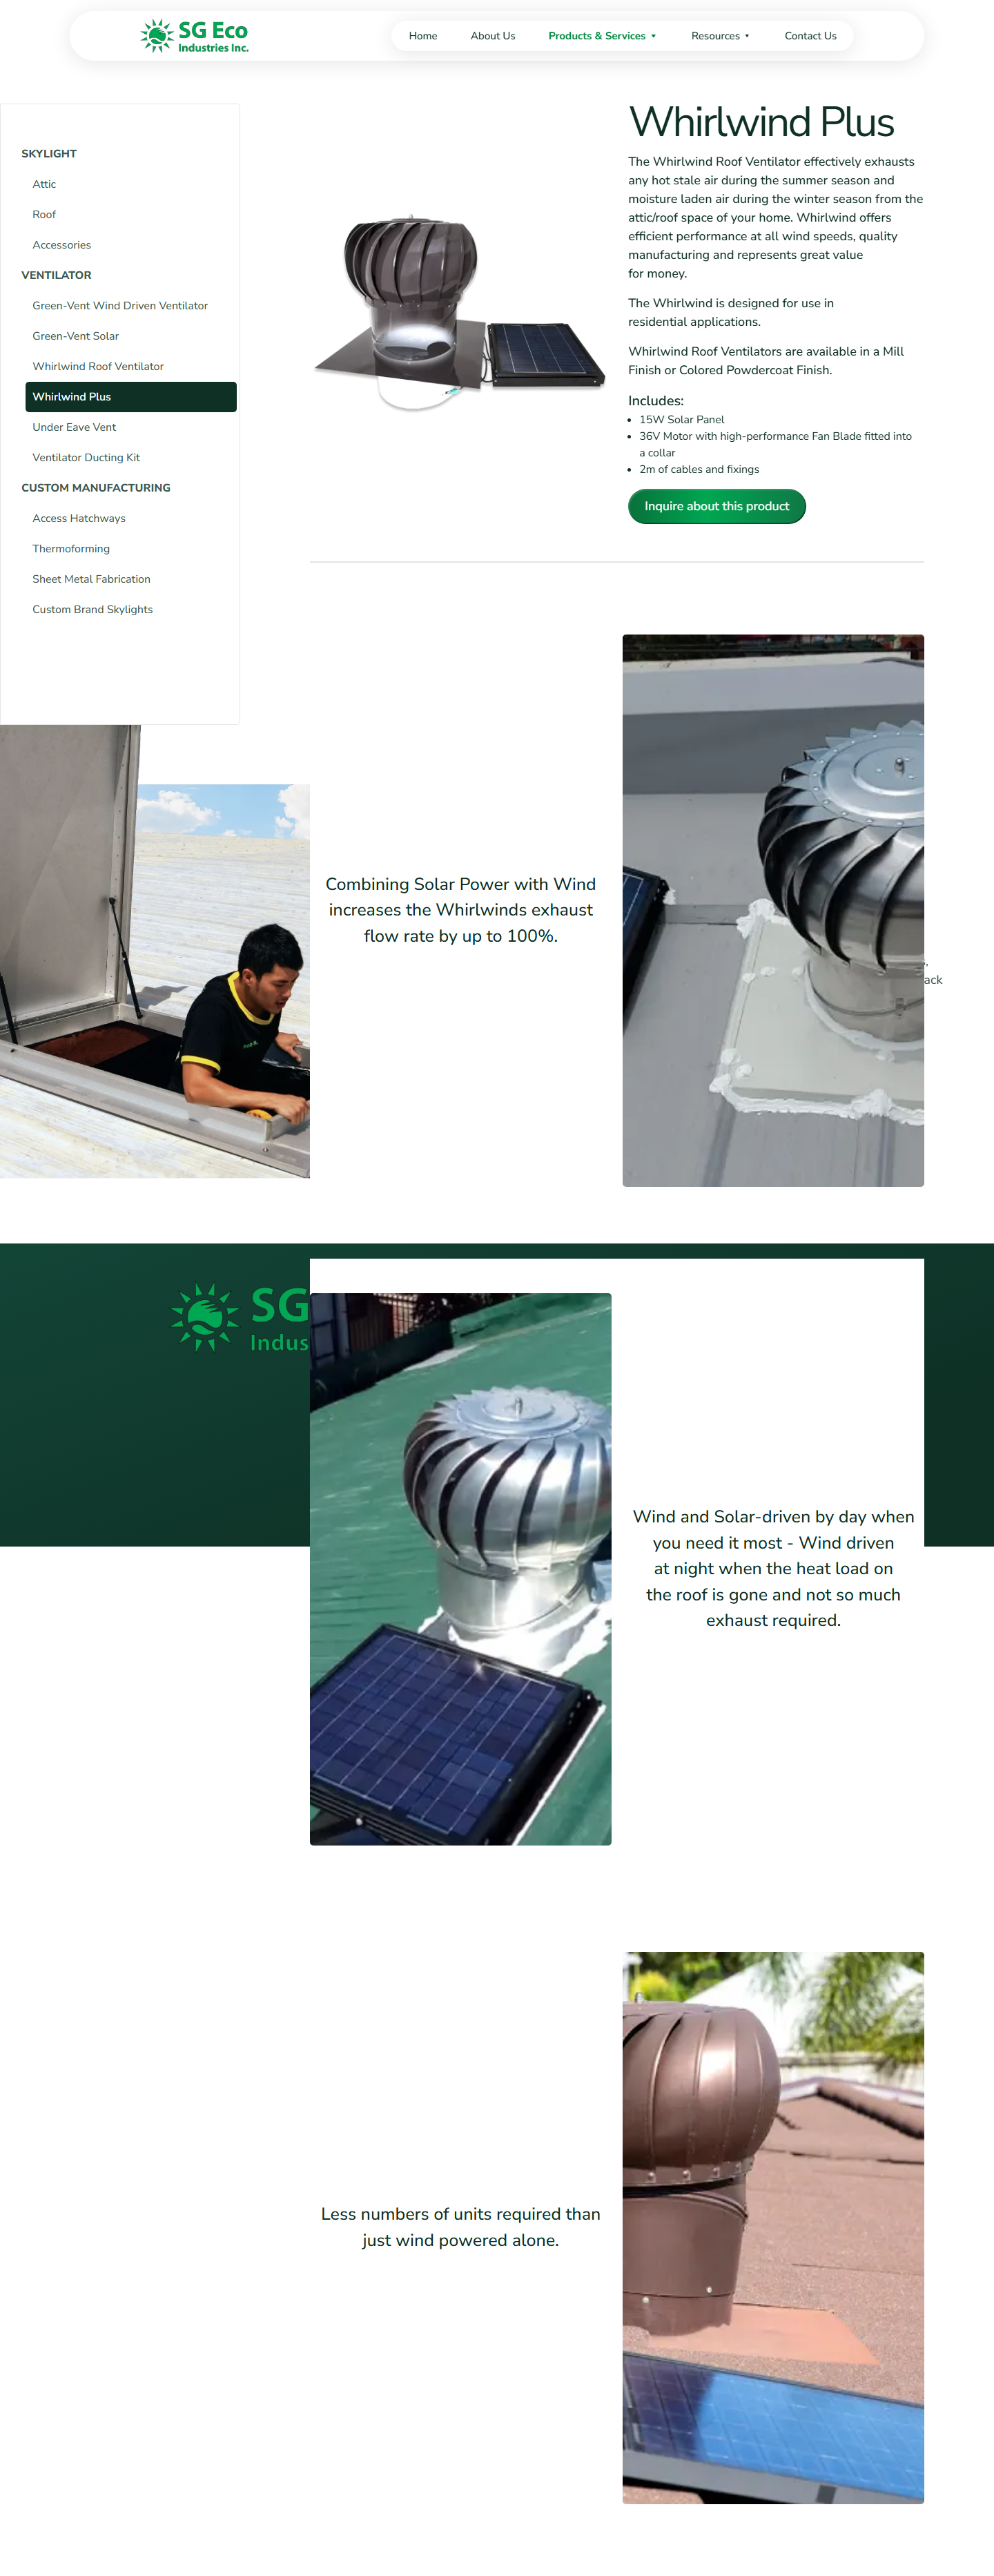 SG Eco
Industries Inc.
Home
About Us
Products & Services
Resources
Contact Us
SKYLIGHT
Attic
Roof
Accessories
VENTILATOR
Green-Vent Wind Driven Ventilator
Green-Vent Solar
Whirlwind Roof Ventilator
Whirlwind Plus
Under Eave Vent
Ventilator Ducting Kit
CUSTOM MANUFACTURING
Access Hatchways
Thermoforming
Sheet Metal Fabrication
Custom Brand Skylights
Whirlwind Plus
The Whirlwind Roof Ventilator effectively exhausts
any hot stale air during the summer season and
moisture laden air during the winter season from the
attic/roof space of your home. Whirlwind offers
efficient performance at all wind speeds, quality
manufacturing and represents great value
for money.
The Whirlwind is designed for use in
residential applications.
Whirlwind Roof Ventilators are available in a Mill
Finish or Colored Powdercoat Finish.
Includes:
15W Solar Panel
36V Motor with high-performance Fan Blade fitted into
a collar
2m of cables and fixings
Inquire about this product
Combining Solar Power with Wind
increases the Whirlwinds exhaust
flow rate by up to 100%.
ack
SG
Indus
Wind and Solar-driven by day when
you need it most - Wind driven
at night when the heat load on
the roof is gone and not so much
exhaust required.
Less numbers of units required than
just wind powered alone.